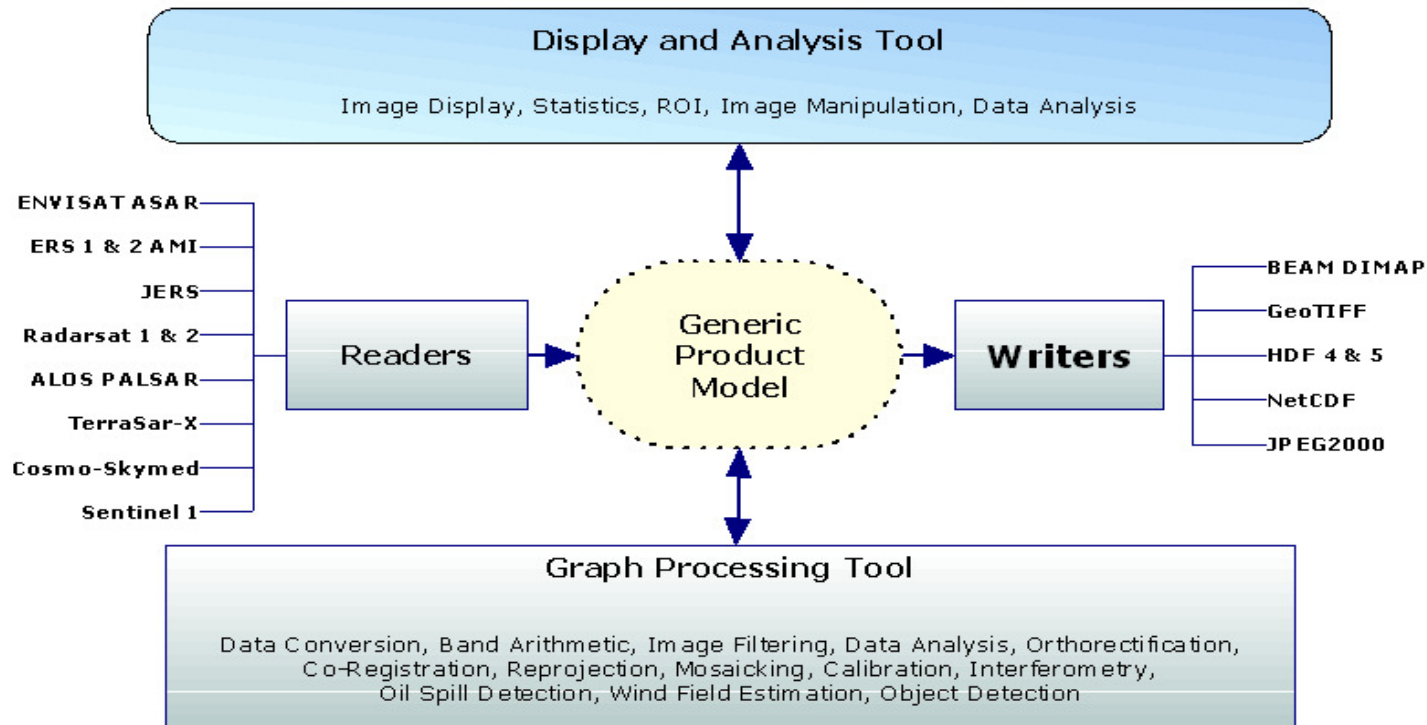 Display and Analysis Tool
Image Display, Statistics, ROI, Image Manipulation, Data Analysis
ENVISAT ASAR
ERS 1 & 2 AMI
JERS
Radarsat 1 & 2
ALOS PALSAR
TerraSar-X
Cosmo-Skymed
Sentinel 1
Readers
Generic
Product
Model
Writers
BEAM DIMAP
GeoTIFF
HDF 4 & 5
NetCDF
JPEG2000
Graph Processing Tool
Data Conversion, Band Arithmetic, Image Filtering, Data Analysis, Orthorectification,
Co-Registration, Reprojection, Mosaicking, Calibration, Interferometry,
Oil Spill Detection, Wind Field Estimation, Object Detection